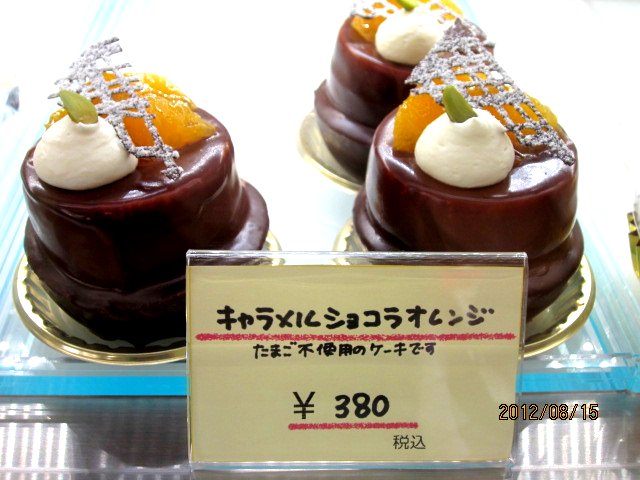 キャラメルショコラオレンジ
たまご不使用のケーキです
¥ 380
税込
2012/08/15